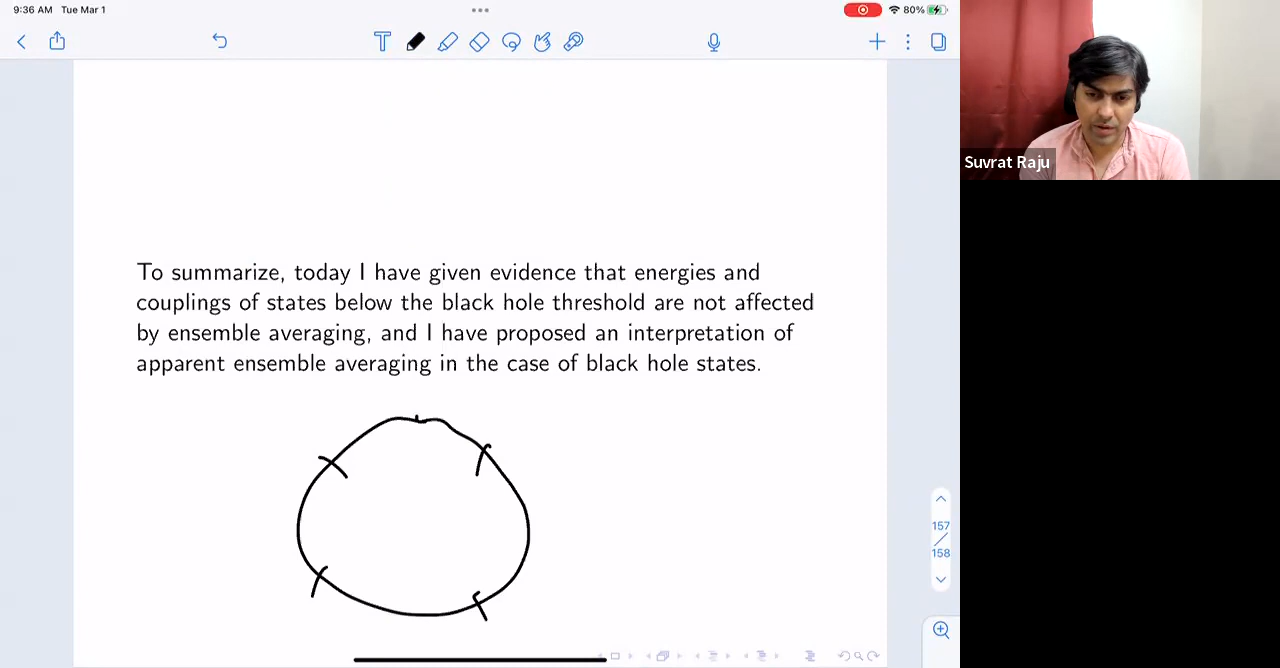 9:36 AM Tue Mar 1
80%
Suvrat Raju
To summarize, today I have given evidence that energies and
couplings of states below the black hole threshold are not affected
by ensemble averaging, and I have proposed an interpretation of
apparent ensemble averaging in the case of black hole states.
157
158